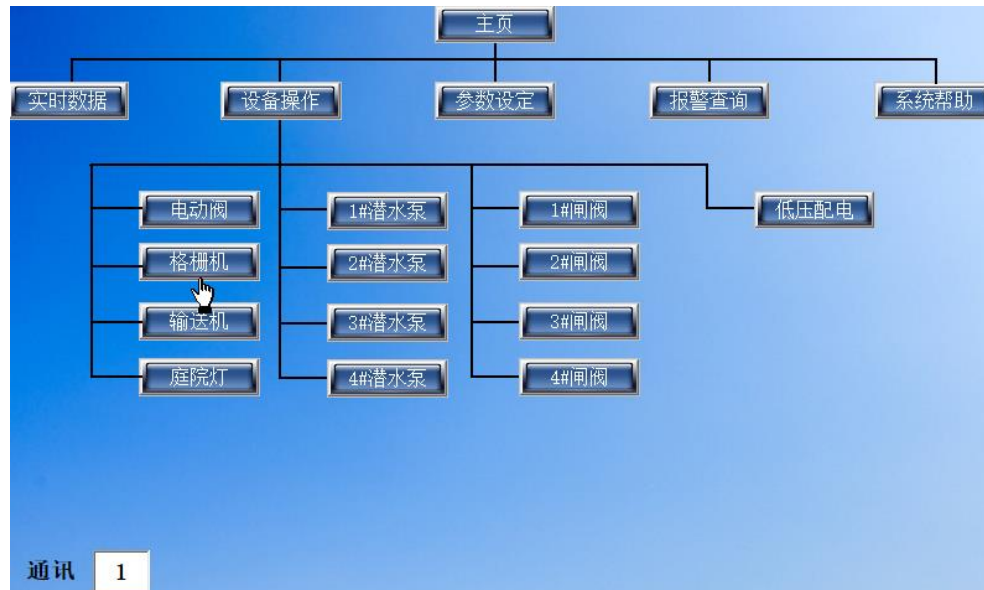 主页
实时数据 设备操作 参数设定 报警查询 系统帮助
电动阀 1#潜水泵 1#闸阀 低压配电
格栅机 2#潜水泵 2#闸阀
输送机 3#潜水泵 3#闸阀
庭院灯 4#潜水泵 4#闸阀
通讯 1